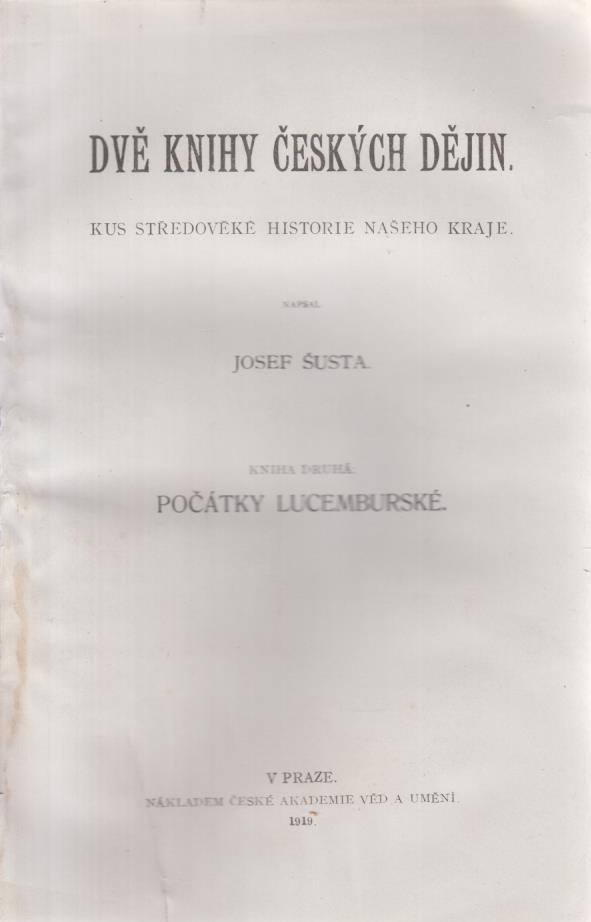 DVĚ KNIHY ČESKÝCH DĚJIN.
KUS STŘEDOVĚKÉ HISTORIE NAŠEHO KRAJE.
NAPSAL
JOSEF ŠUSTA.
KNIHA DRUHÁ:
POČÁTKY LUCEMBURSKÉ.
V PRAZE.
NÁKLADEM ČESKÉ AKADEMIE VĚD A UMĚNÍ.
1919.